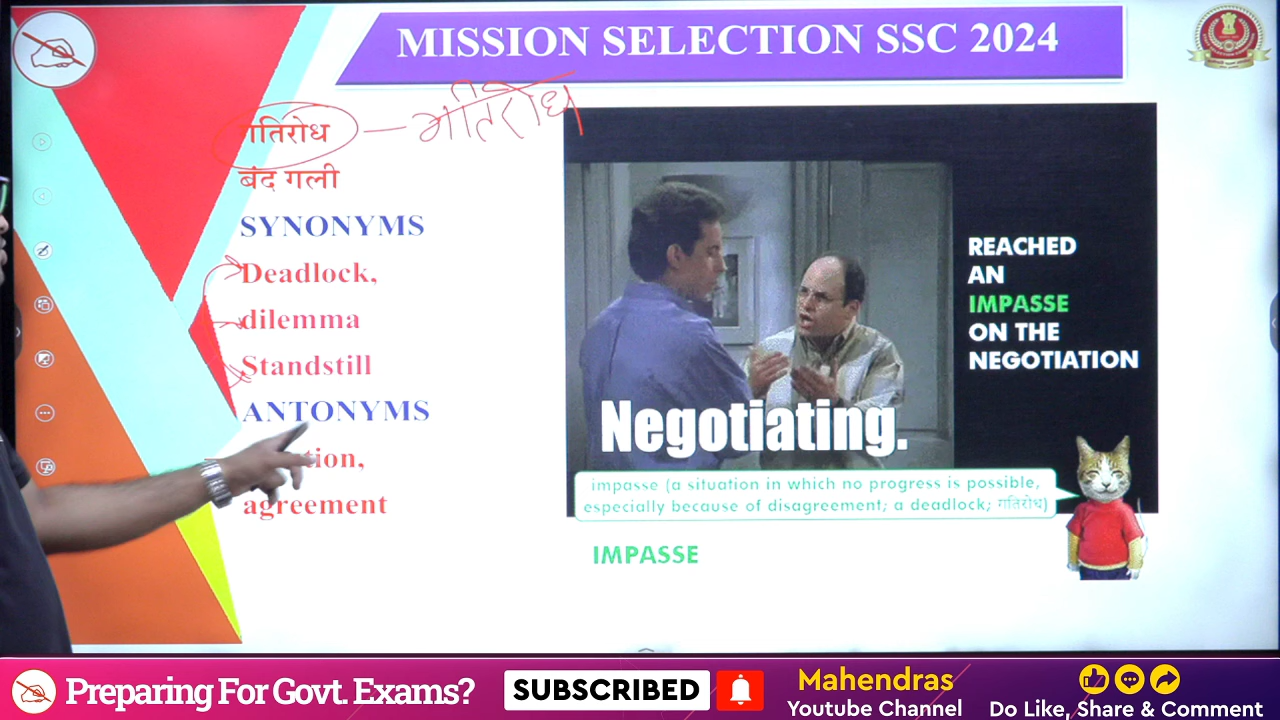 MISSION SELECTION SSC 2024
गतिरोध
गतिरोध
बंद गली
SYNONYMS
Deadlock,
dilemma
Standstill
ANTONYMS
agreement
REACHED
AN
IMPASSE
ON THE
NEGOTIATION
Negotiating.
impasse (a situation in which no progress is possible,
especially because of disagreement; a deadlock; गतिरोध)
IMPASSE
Preparing For Govt. Exams?
SUBSCRIBED
Mahendras
Youtube Channel
Do Like, Share & Comment